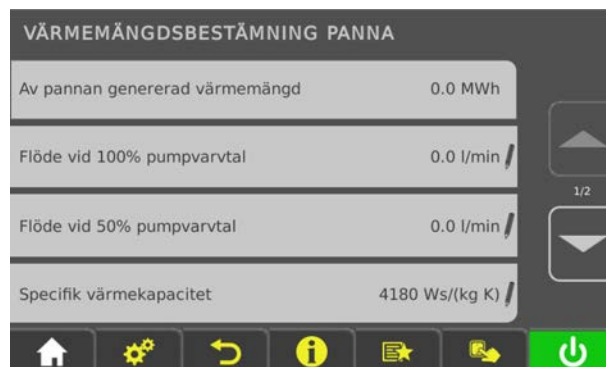 VÄRMEMÄNGDSBESTÄMNING PANNA
Av pannan genererad värmemängd 0.0 MWh
Flöde vid 100% pumpvarvtal 0.0 l/min
1/2
Flöde vid 50% pumpvarvtal 0.0 l/min
Specifik värmekapacitet 4180 Ws/(kg K)